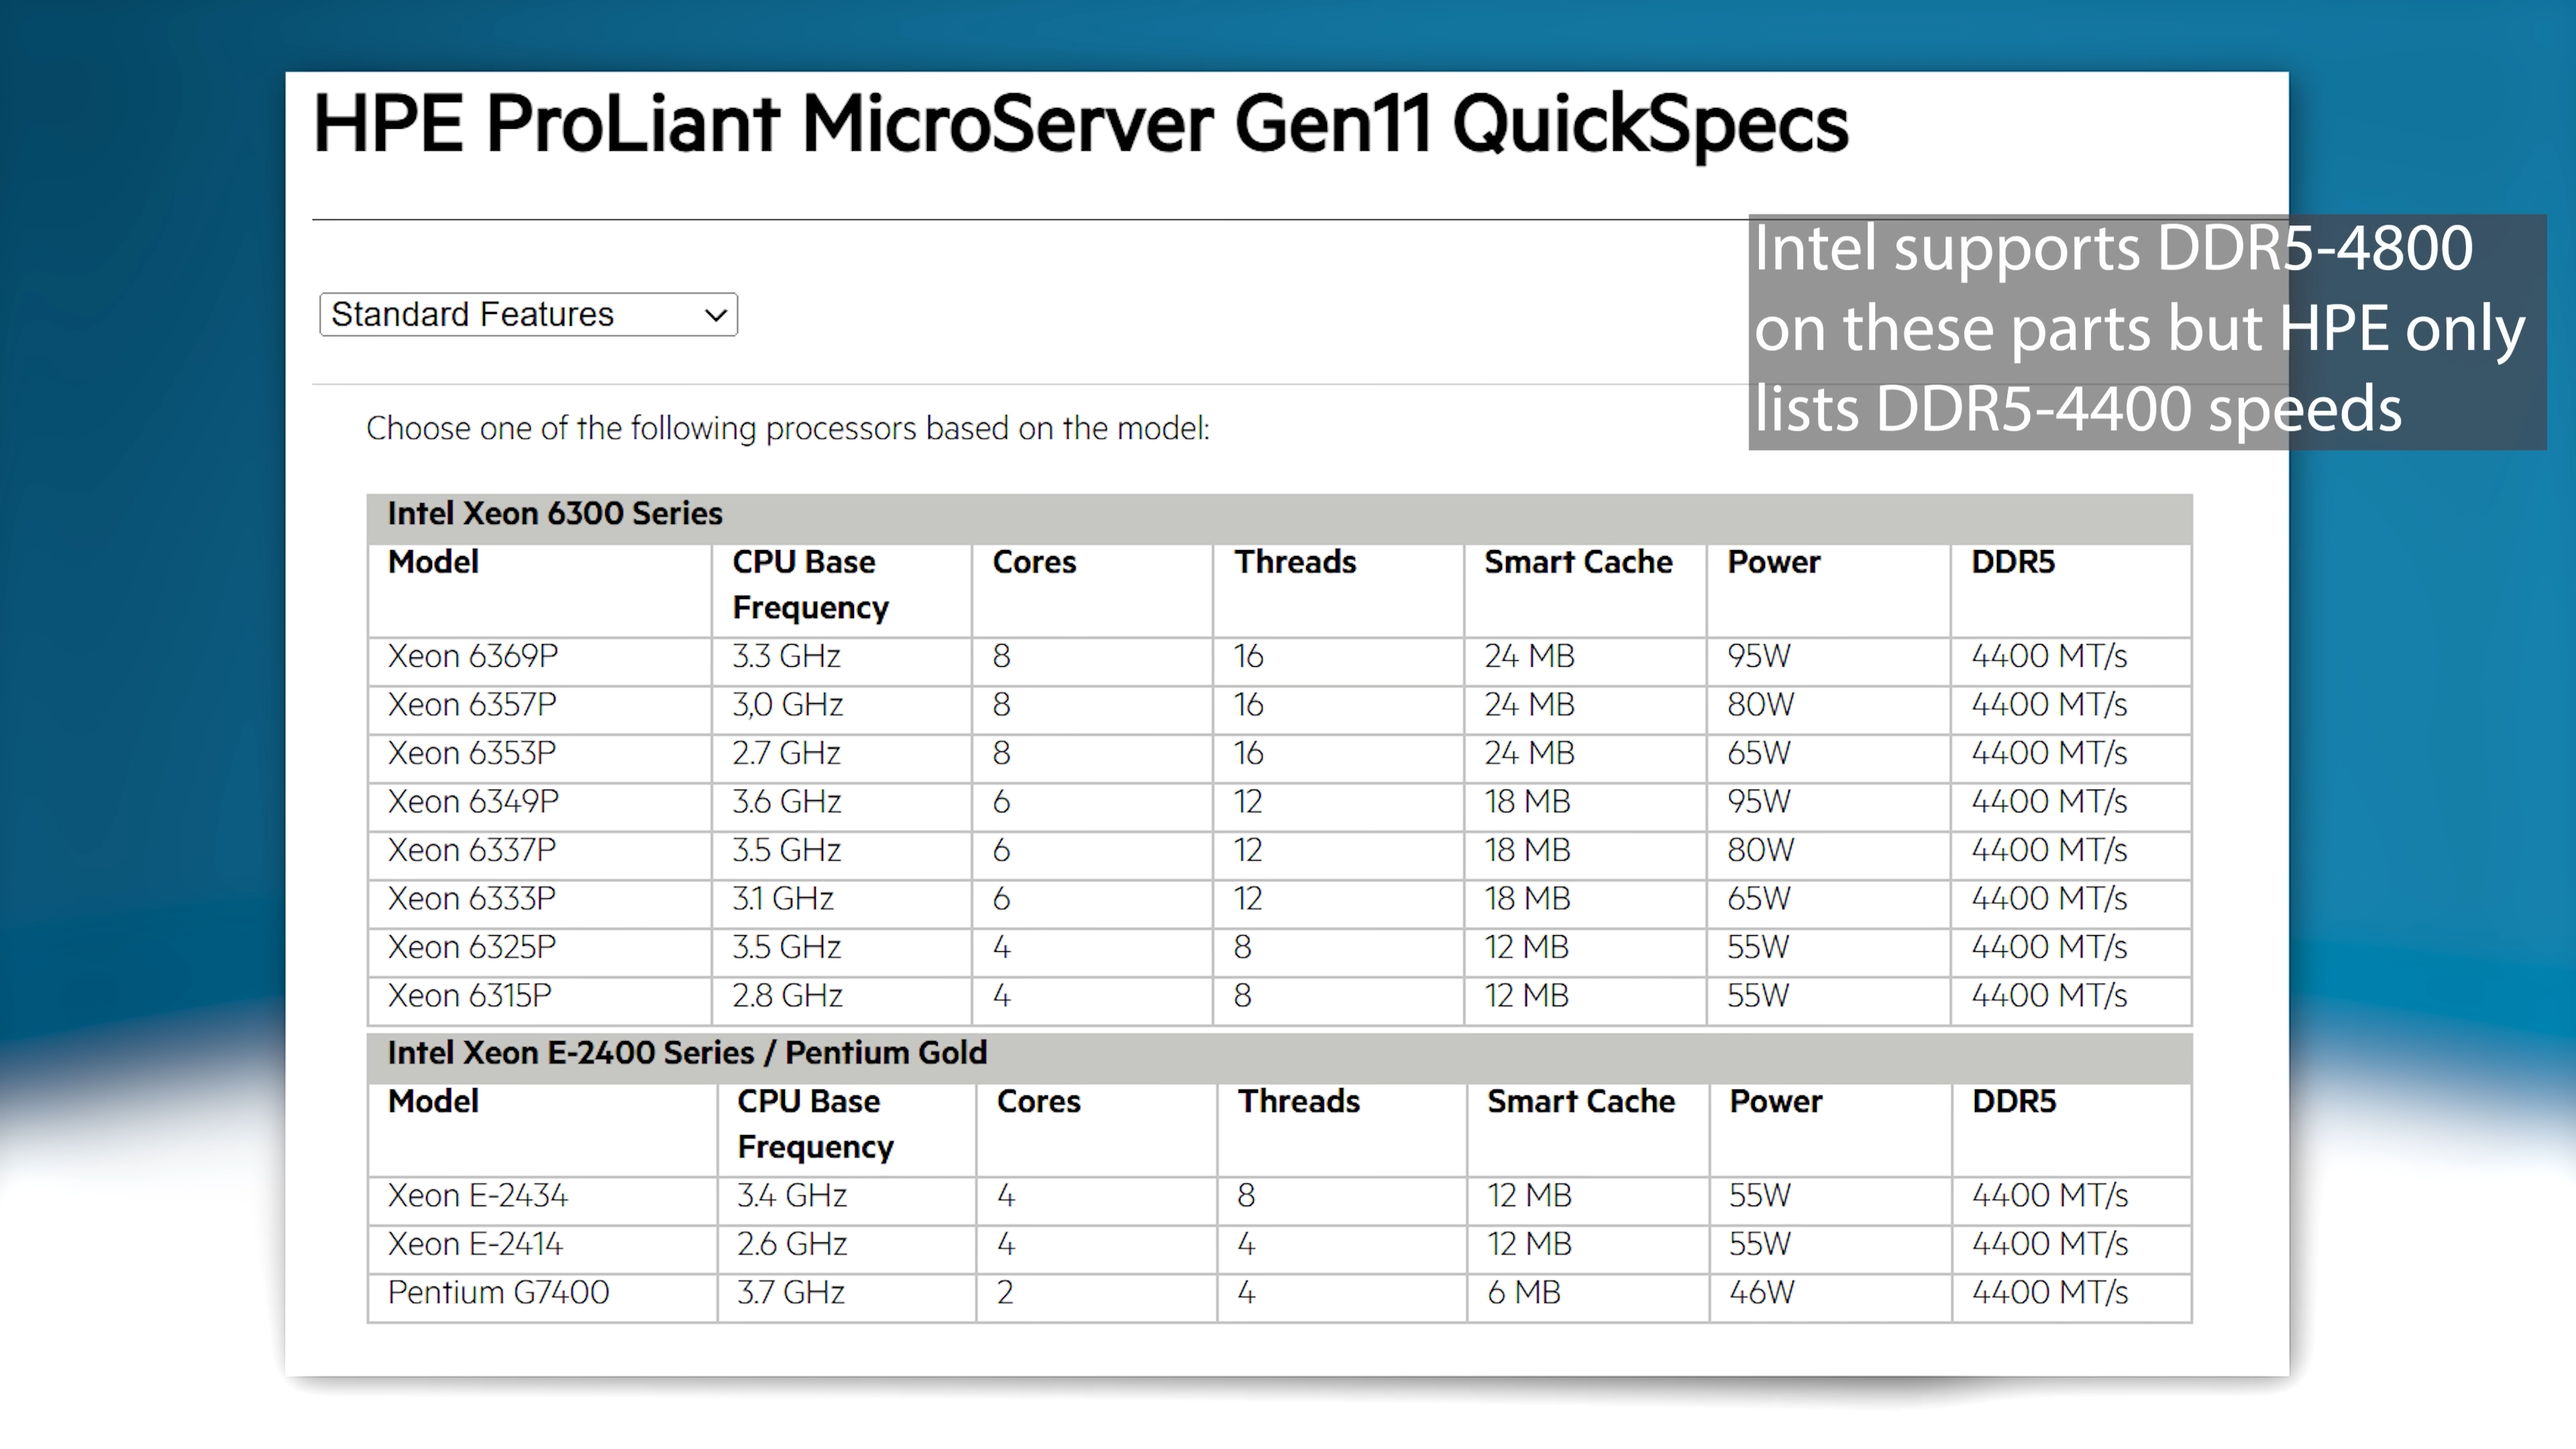 HPE ProLiant MicroServer Gen11 QuickSpecs
Intel supports DDR5-4800
on these parts but HPE only
lists DDR5-4400 speeds
Standard Features
Choose one of the following processors based on the model:
Intel Xeon 6300 Series
Model CPU Base Frequency Cores Threads Smart Cache Power DDR5
Xeon 6369P 3.3 GHz 8 16 24 MB 95W 4400 MT/s
Xeon 6357P 3,0 GHz 8 16 24 MB 80W 4400 MT/s
Xeon 6353P 2.7 GHz 8 16 24 MB 65W 4400 MT/s
Xeon 6349P 3.6 GHz 6 12 18 MB 95W 4400 MT/s
Xeon 6337P 3.5 GHz 6 12 18 MB 80W 4400 MT/s
Xeon 6333P 3.1 GHz 6 12 18 MB 65W 4400 MT/s
Xeon 6325P 3.5 GHz 4 8 12 MB 55W 4400 MT/s
Xeon 6315P 2.8 GHz 4 8 12 MB 55W 4400 MT/s
Intel Xeon E-2400 Series / Pentium Gold
Model CPU Base Frequency Cores Threads Smart Cache Power DDR5
Xeon E-2434 3.4 GHz 4 8 12 MB 55W 4400 MT/s
Xeon E-2414 2.6 GHz 4 4 12 MB 55W 4400 MT/s
Pentium G7400 3.7 GHz 2 4 6 MB 46W 4400 MT/s